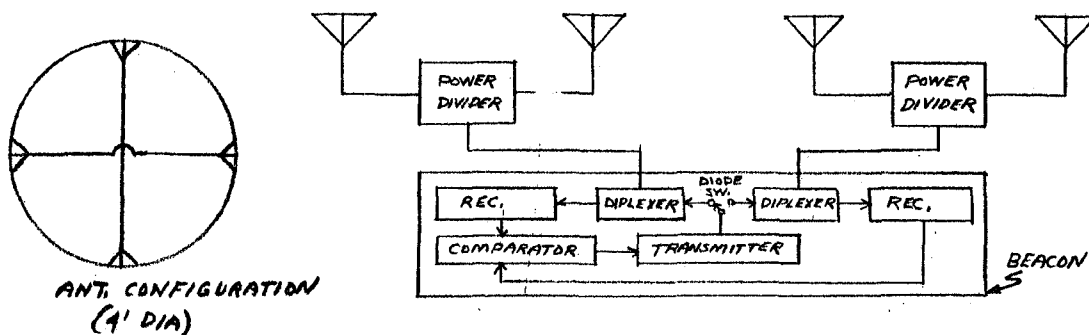 POWER
DIVIDER
POWER
DIVIDER
DIODE
SW.
REC.
DIPLEXER
DIPLEXER
REC.
COMPARATOR
TRANSMITTER
BEACON
ANT. CONFIGURATION
(4' DIA)